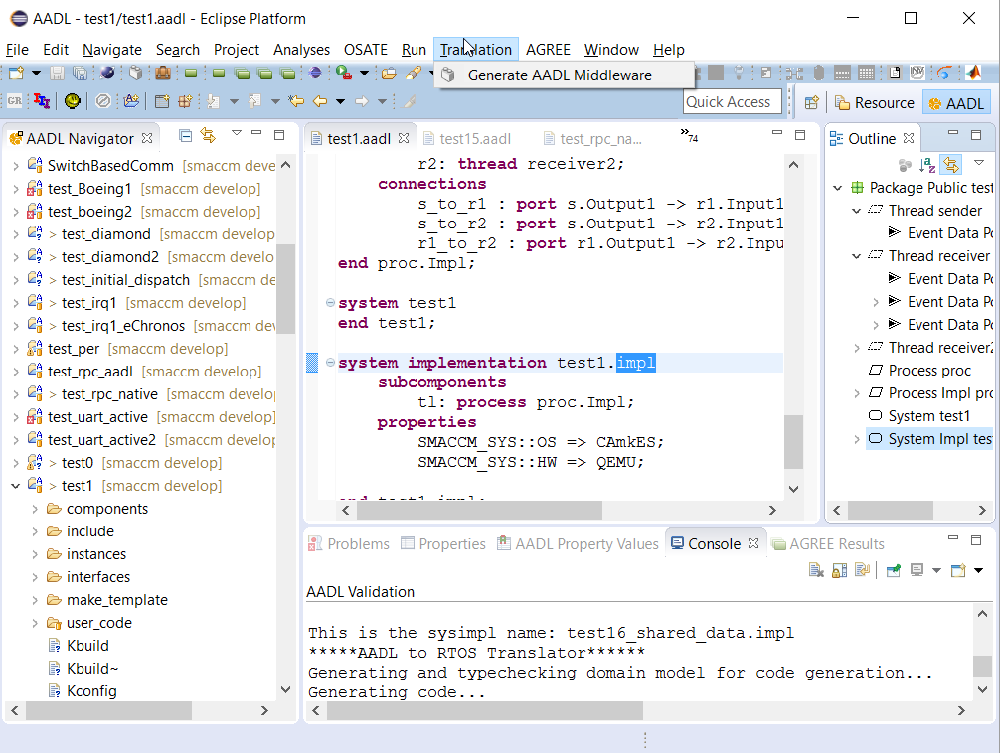 AADL - test1/test1.aadl - Eclipse Platform
File Edit Navigate Search Project Analyses OSATE Run Translation AGREE Window Help
Generate AADL Middleware
GR
Quick Access
Resource
AADL
AADL Navigator
SwitchBasedComm [smaccm develop]
test_Boeing1 [smaccm develop]
test_boeing2 [smaccm develop]
> test_diamond [smaccm develop
> test_diamond2 [smaccm develo
> test_initial_dispatch [smaccm de
> test_irq1 [smaccm develop]
> test_irq1_eChronos [smaccm dev
test_per [smaccm develop]
test_rpc_aadl [smaccm develop]
> test_rpc_native [smaccm develo
test_uart_active [smaccm develop]
test_uart_active2 [smaccm develop
> test0 [smaccm develop]
> test1 [smaccm develop]
components
include
instances
interfaces
make_template
user_code
Kbuild
Kbuild~
Kconfig
test1.aadl test15.aadl test_rpc_na... »74
r2: thread receiver2;
connections
s_to_r1 : port s.Output1 -> r1.Input1
s_to_r2 : port s.Output1 -> r2.Input1
r1_to_r2 : port r1.Output1 -> r2.Inpu
end proc.Impl;
system test1
end test1;
system implementation test1.impl
subcomponents
tl: process proc.Impl;
properties
SMACCM_SYS::OS => CAmkES;
SMACCM_SYS::HW => QEMU;
end test1.impl;
Outline
Package Public test
Thread sender
Event Data Po
Thread receiver
Event Data Po
Event Data Po
Event Data Po
Thread receiver2
Process proc
Process Impl pro
System test1
System Impl tes
Problems Properties AADL Property Values Console AGREE Results
AADL Validation
This is the sysimpl name: test16_shared_data.impl
*****AADL to RTOS Translator******
Generating and typechecking domain model for code generation...
Generating code...